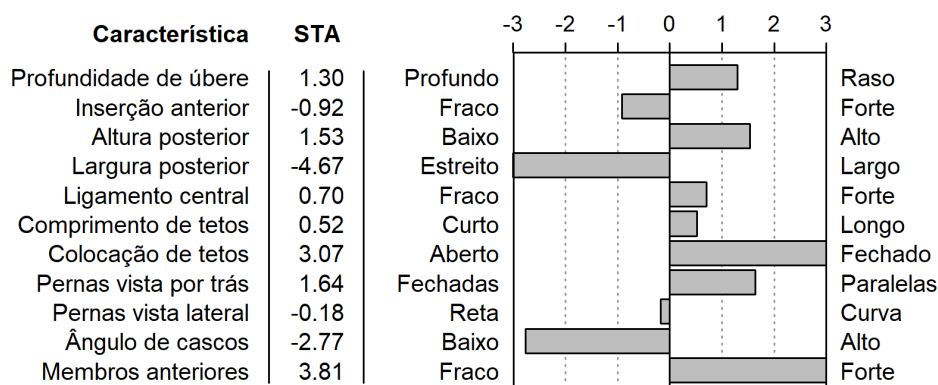 Característica STA -3 -2 -1 0 1 2 3
Profundidade de úbere 1.30 Profundo Raso
Inserção anterior -0.92 Fraco Forte
Altura posterior 1.53 Baixo Alto
Largura posterior -4.67 Estreito Largo
Ligamento central 0.70 Fraco Forte
Comprimento de tetos 0.52 Curto Longo
Colocação de tetos 3.07 Aberto Fechado
Pernas vista por trás 1.64 Fechadas Paralelas
Pernas vista lateral -0.18 Reta Curva
Ângulo de cascos -2.77 Baixo Alto
Membros anteriores 3.81 Fraco Forte